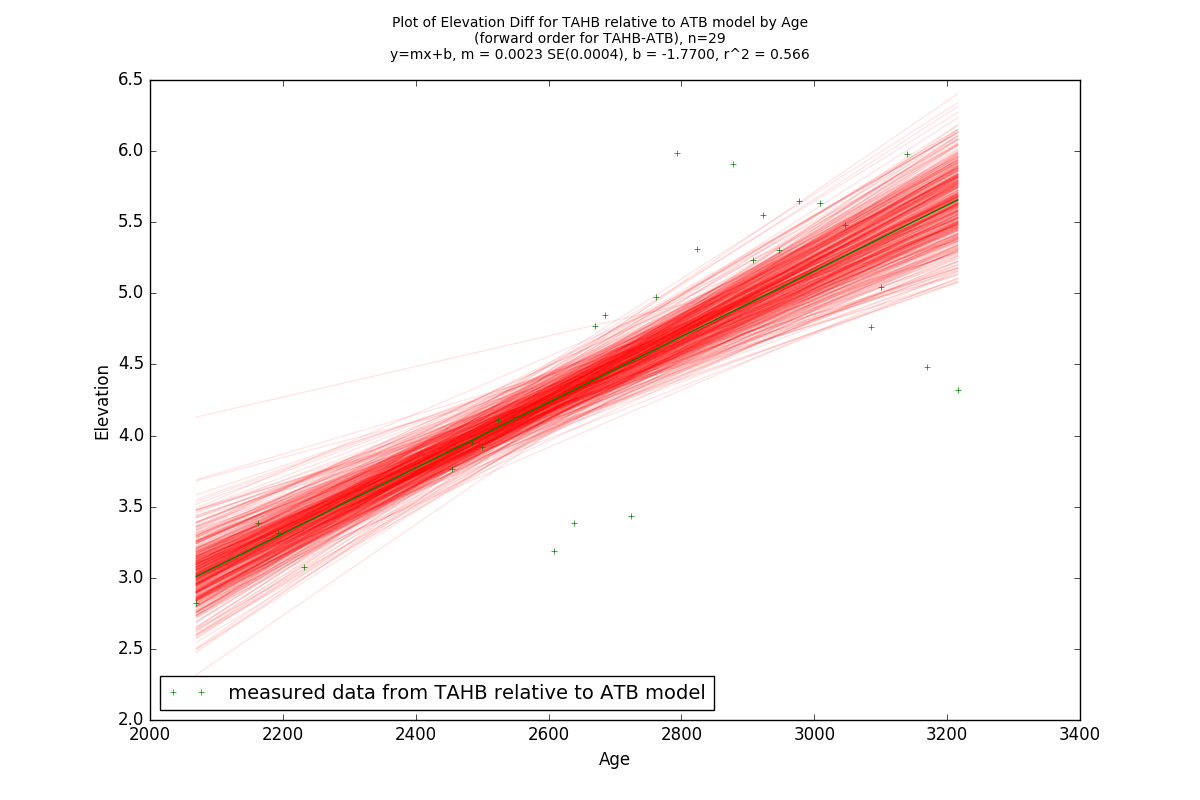 Plot of Elevation Diff for TAHB relative to ATB model by Age
(forward order for TAHB-ATB), n=29
y=mx+b, m = 0.0023 SE(0.0004), b = -1.7700, r^2 = 0.566
6.5
6.0
5.5
5.0
4.5
4.0
3.5
3.0
2.5
2.0
Elevation
measured data from TAHB relative to ATB model
2000 2200 2400 2600 2800 3000 3200 3400
Age